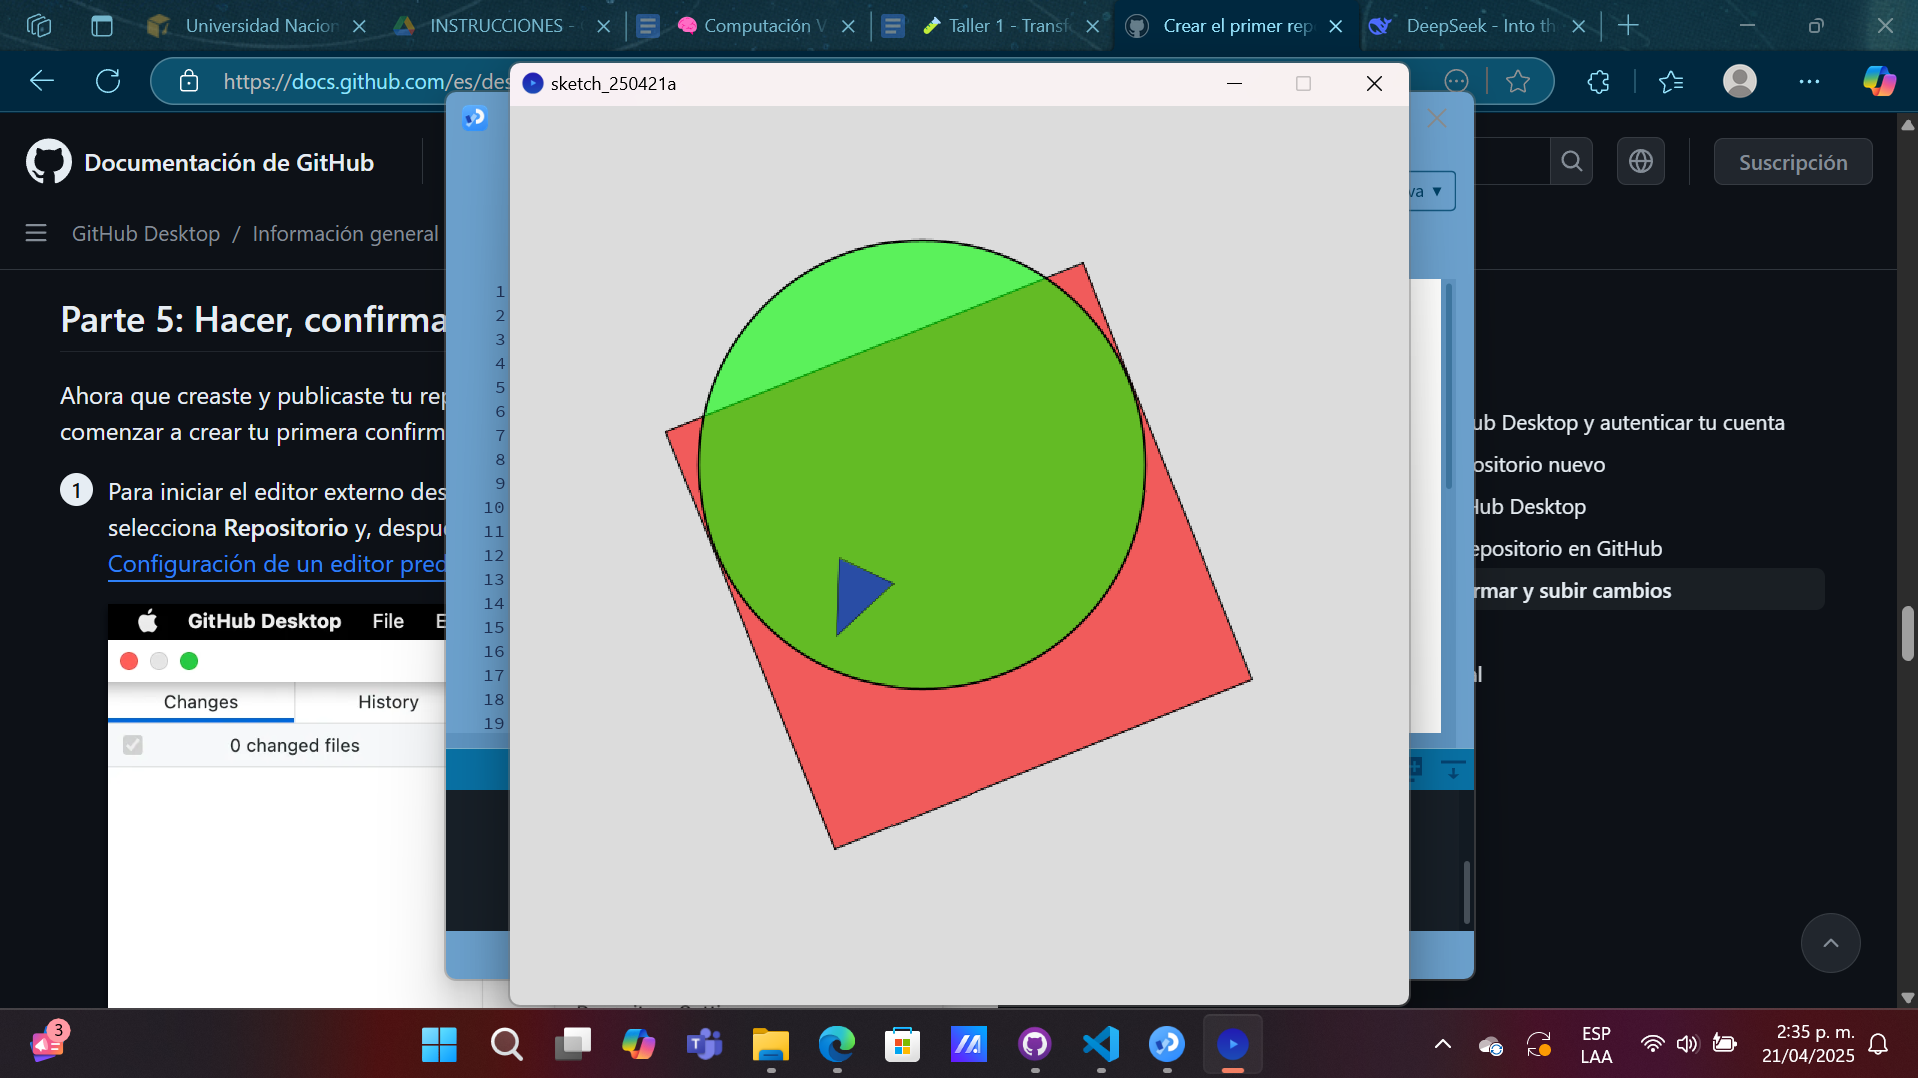 Universidad Nacion
INSTRUCCIONES -
Computación V
Taller 1 - Transf
Crear el primer rep
DeepSeek - Into th
https://docs.github.com/es/des
sketch_250421a
Documentación de GitHub
va
Suscripción
GitHub Desktop / Información general
Parte 5: Hacer, confirma
Ahora que creaste y publicaste tu rep
comenzar a crear tu primera confirm
1 Para iniciar el editor externo des
selecciona Repositorio y, despu
Configuración de un editor pred
GitHub Desktop File E
Changes History
0 changed files
1
2
3
4
5
6
7
8
9
10
11
12
13
14
15
16
17
18
19
ub Desktop y autenticar tu cuenta
ositorio nuevo
Hub Desktop
epositorio en GitHub
rmar y subir cambios
al
3
ESP
LAA
2:35 p. m.
21/04/2025